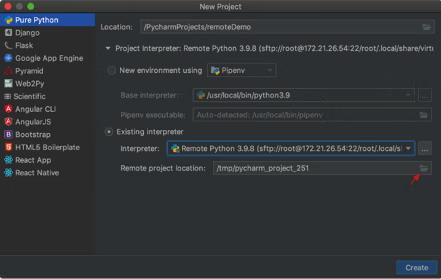 New Project
Pure Python
Django
Flask
Google App Engine
Pyramid
Web2Py
Scientific
Angular CLI
AngularJS
Bootstrap
HTML5 Boilerplate
React App
React Native
Location: /PycharmProjects/remoteDemo
Project Interpreter: Remote Python 3.9.8 (sftp://root@172.21.26.54:22/root/.local/share/virtu
New environment using Pipenv
Base interpreter: /usr/local/bin/python3.9
Pipenv executable: Auto-detected: /usr/local/bin/pipenv
Existing interpreter
Interpreter: Remote Python 3.9.8 (sftp://root@172.21.26.54:22/root/.local/sh
Remote project location: /tmp/pycharm_project_251
Create